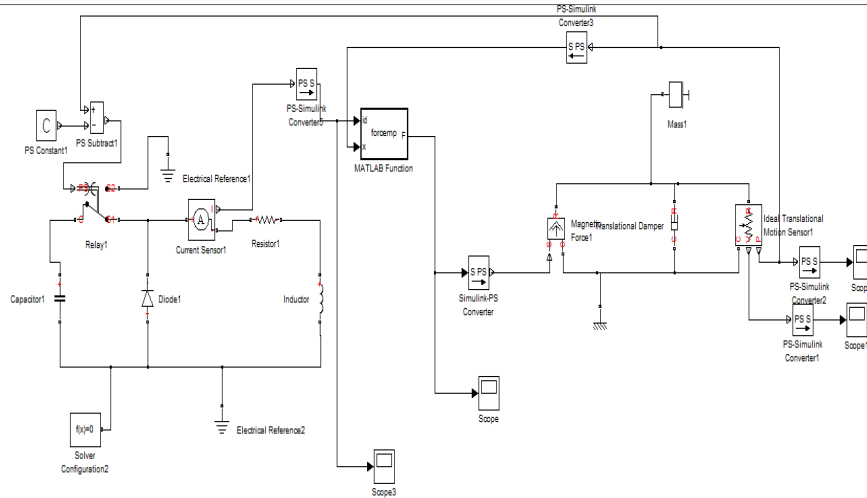 PS-Simulink
Converter3
S PS
PS S
PS-Simulink
Converter5
C
PS Constant1
+
−
PS Subtract1
id
x
forcemp
F
MATLAB Function
Mass1
Electrical Reference1
Relay1
A
I
Current Sensor1
Resistor1
Magnetic
Force1
Translational Damper
Ideal Translational
Motion Sensor1
S PS
Simulink-PS
Converter
PS S
PS-Simulink
Converter2
Scop
PS S
PS-Simulink
Converter1
Scope1
Capacitor1
Diode1
Inductor
Scope
f(x)=0
Solver
Configuration2
Electrical Reference2
Scope3